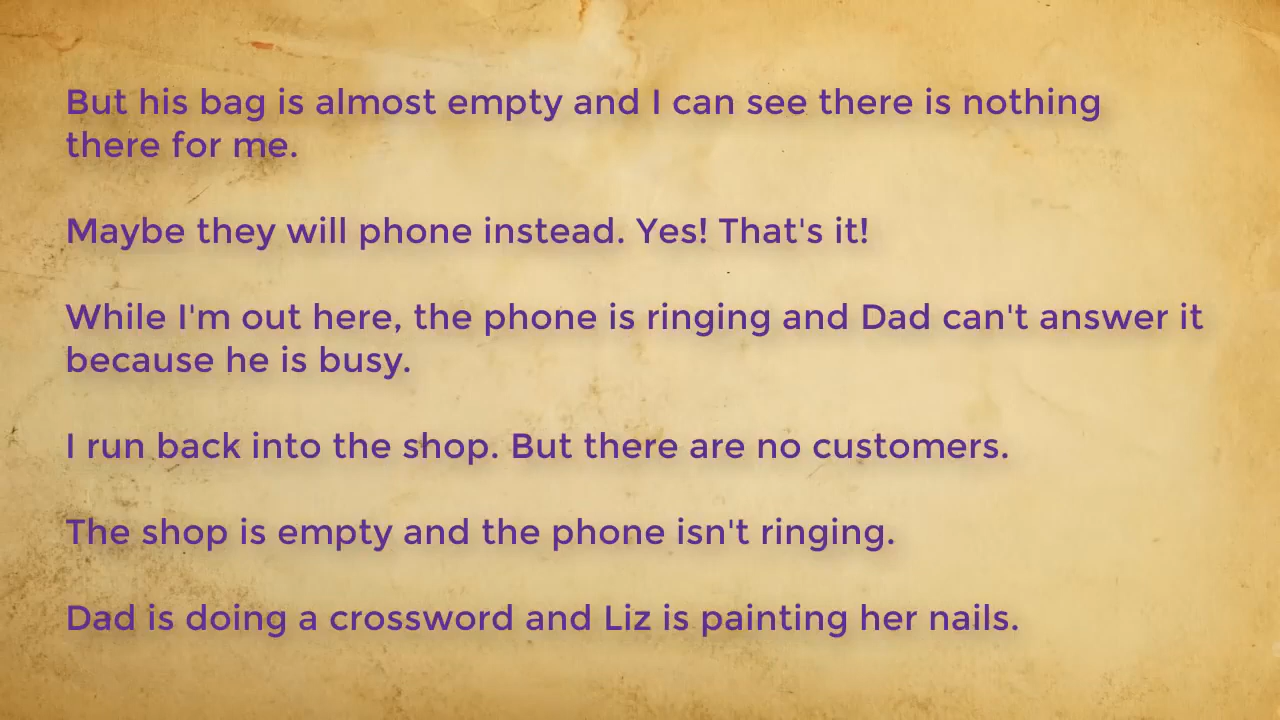 But his bag is almost empty and I can see there is nothing
there for me.
Maybe they will phone instead. Yes! That's it!
While I'm out here, the phone is ringing and Dad can't answer it
because he is busy.
I run back into the shop. But there are no customers.
The shop is empty and the phone isn't ringing.
Dad is doing a crossword and Liz is painting her nails.